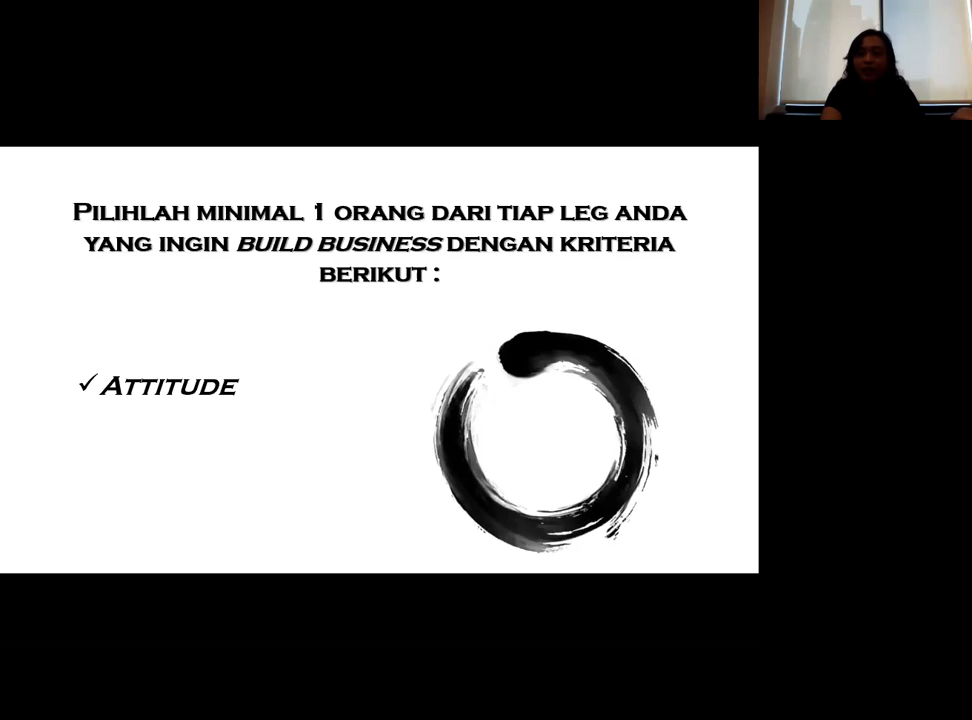 PILIHLAH MINIMAL 1 ORANG DARI TIAP LEG ANDA
YANG INGIN BUILD BUSINESS DENGAN KRITERIA
BERIKUT :
✓ATTITUDE